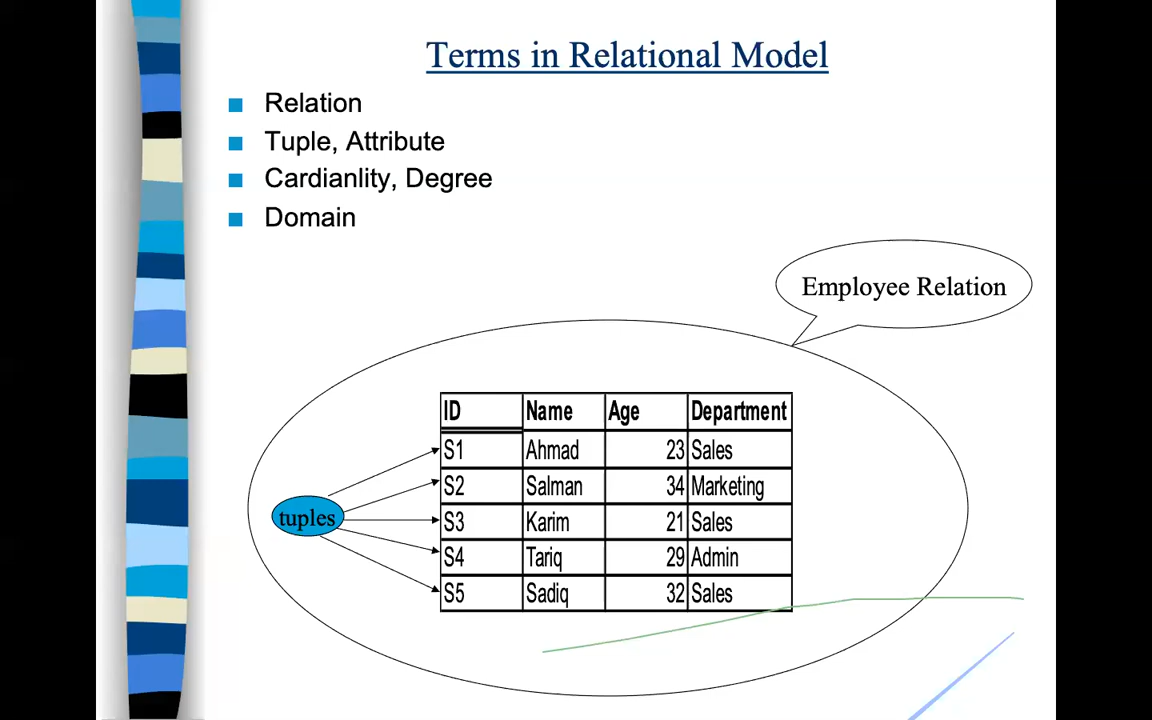 Terms in Relational Model
Relation
Tuple, Attribute
Cardianlity, Degree
Domain
Employee Relation
ID Name Age Department
S1 Ahmad 23 Sales
S2 Salman 34 Marketing
S3 Karim 21 Sales
S4 Tariq 29 Admin
S5 Sadiq 32 Sales
tuples